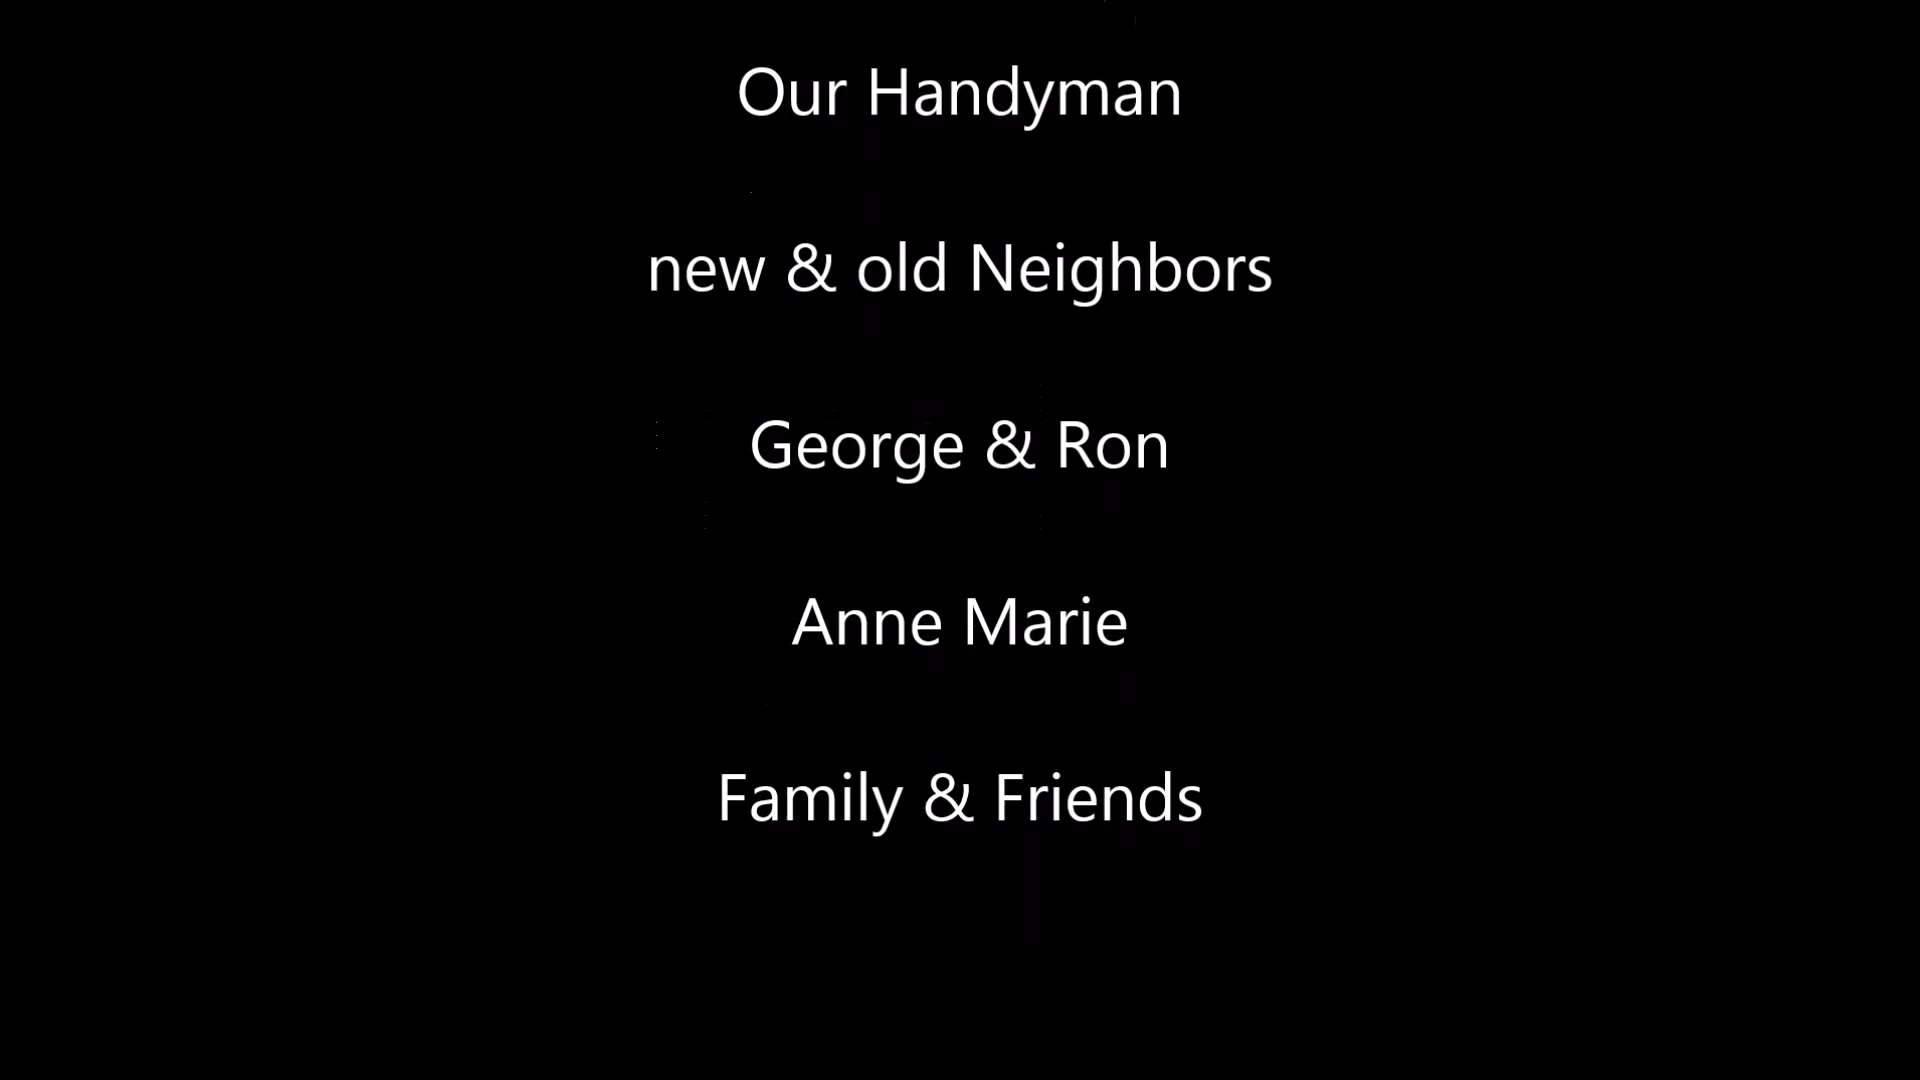 Our Handyman
new & old Neighbors
George & Ron
Anne Marie
Family & Friends